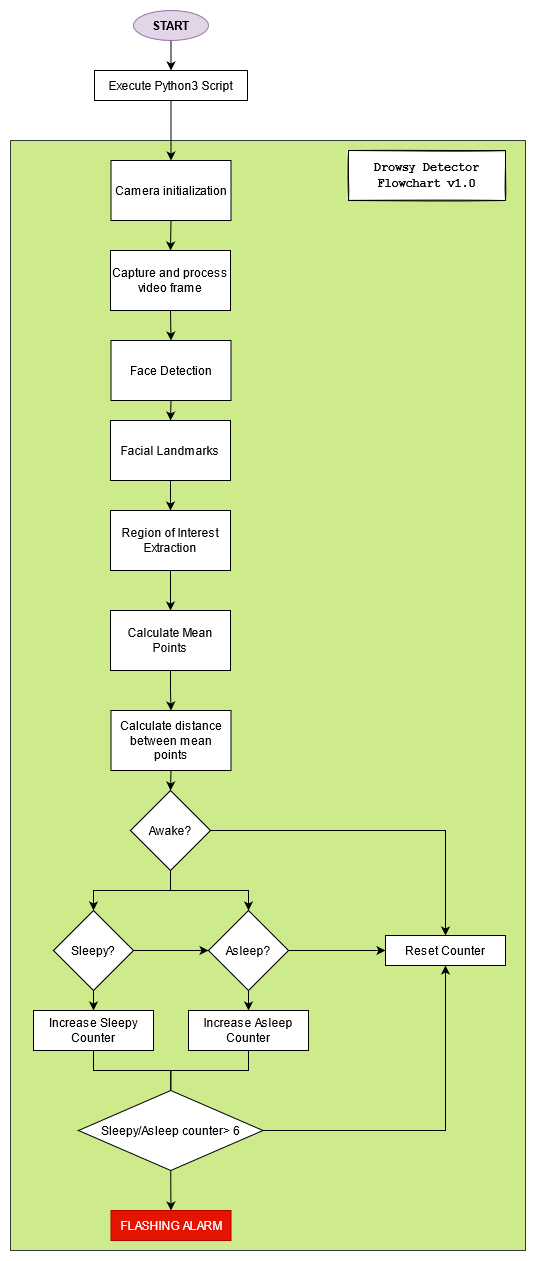 START
Execute Python3 Script
Drowsy Detector
Flowchart v1.0
Camera initialization
Capture and process
video frame
Face Detection
Facial Landmarks
Region of Interest
Extraction
Calculate Mean
Points
Calculate distance
between mean
points
Awake?
Sleepy?
Asleep?
Reset Counter
Increase Sleepy
Counter
Increase Asleep
Counter
Sleepy/Asleep counter> 6
FLASHING ALARM